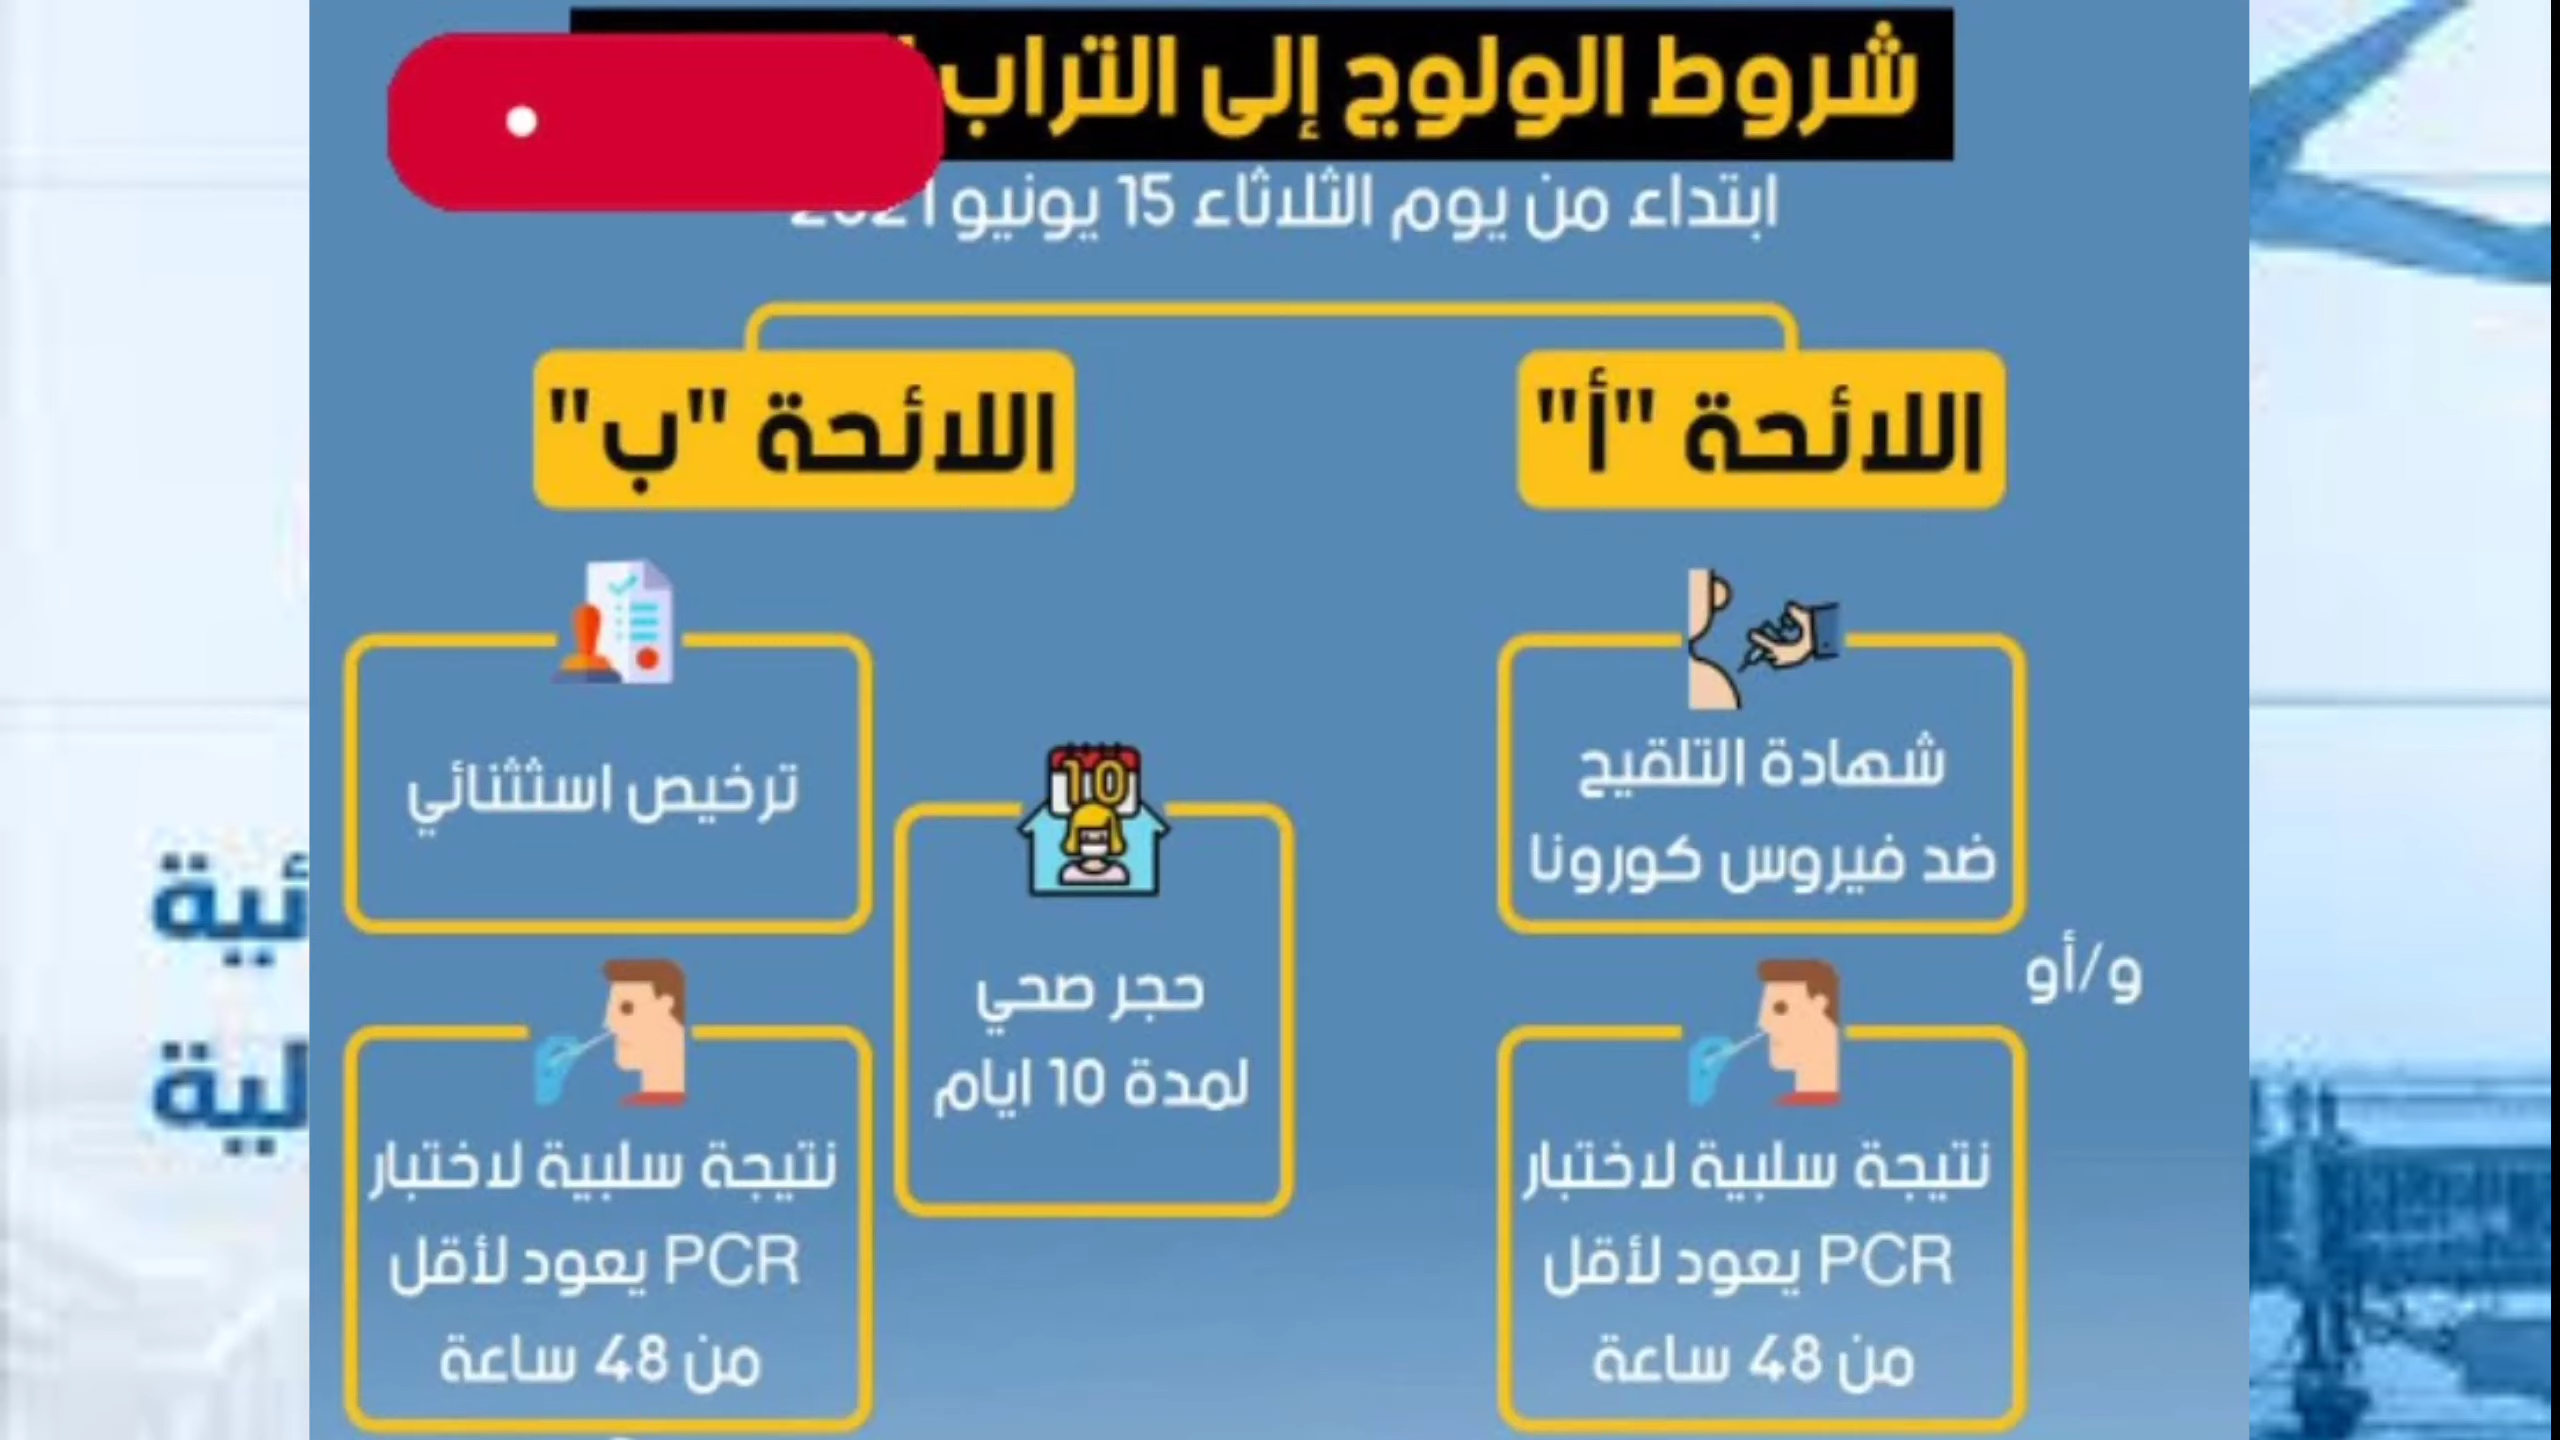 شروط الولوج إلى التراب
ابتداء من يوم الثلاثاء 15 يونيو 2021
اللائحة "أ"
شهادة التلقيح
ضد فيروس كورونا
و/أو
نتيجة سلبية لاختبار
PCR يعود لأقل
من 48 ساعة
اللائحة "ب"
ترخيص استثنائي
حجر صحي
لمدة 10 ايام
10
نتيجة سلبية لاختبار
PCR يعود لأقل
من 48 ساعة